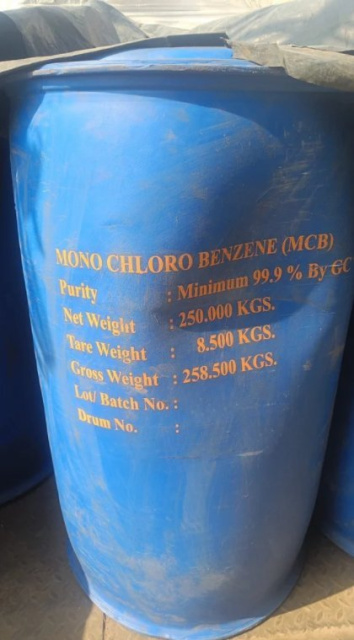 MONO CHLORO BENZENE (MCB)
Purity : Minimum 99.9 % By GC
Net Weight : 250.000 KGS.
Tare Weight : 8.500 KGS.
Gross Weight : 258.500 KGS.
Lot/ Batch No. :
Drum No. :